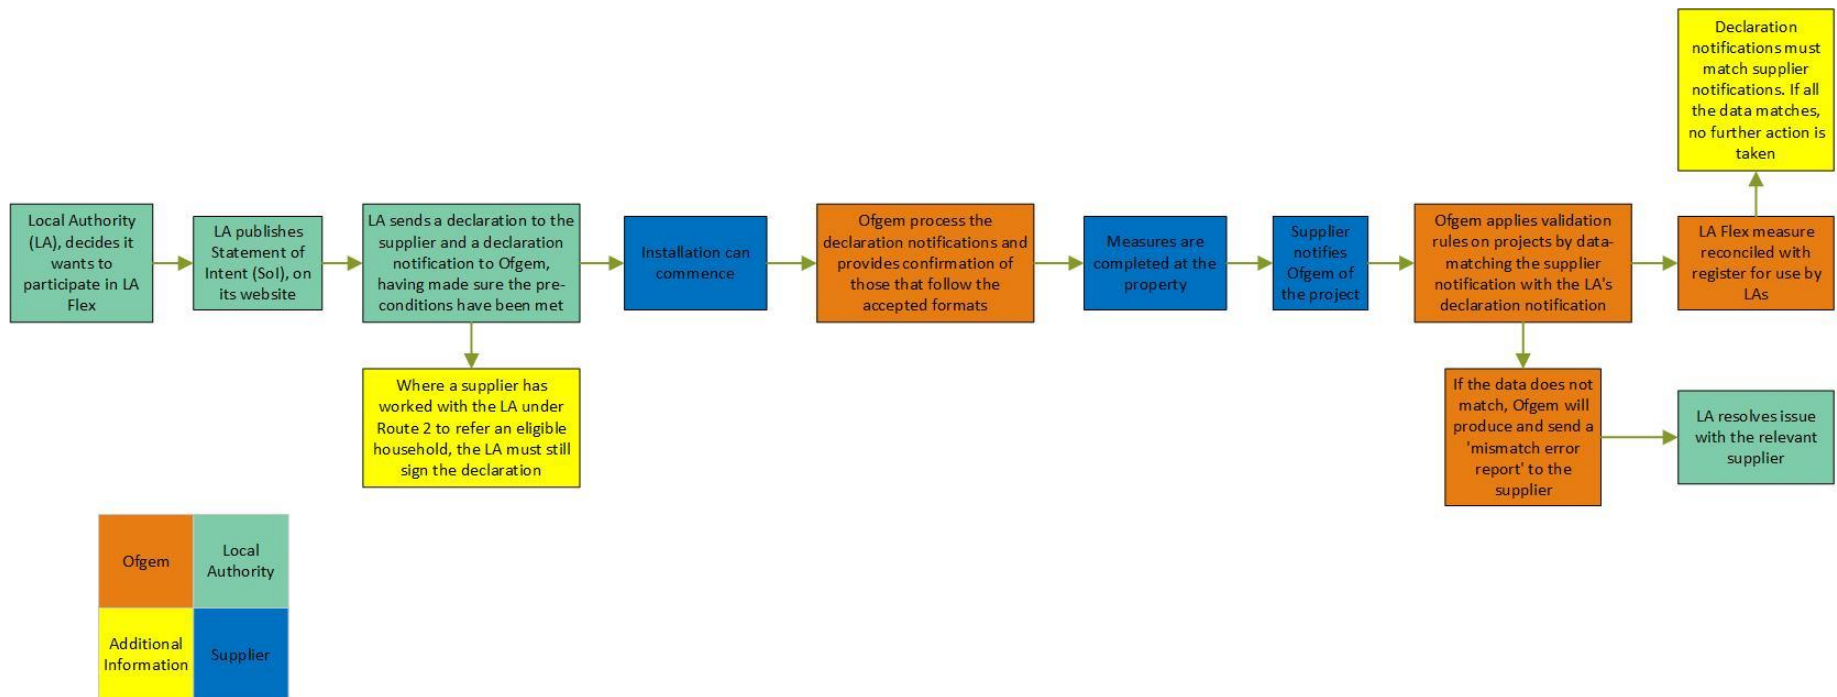 Local Authority
(LA), decides it
wants to
participate in LA
Flex
LA publishes
Statement of
Intent (SoI), on
its website
LA sends a declaration to the
supplier and a declaration
notification to Ofgem,
having made sure the pre-
conditions have been met
Where a supplier has
worked with the LA under
Route 2 to refer an eligible
household, the LA must still
sign the declaration
Installation can
commence
Ofgem process the
declaration notifications and
provides confirmation of
those that follow the
accepted formats
Measures are
completed at the
property
Supplier
notifies
Ofgem of
the project
Ofgem applies validation
rules on projects by data-
matching the supplier
notification with the LA's
declaration notification
LA Flex measure
reconciled with
register for use by
LAs
Declaration
notifications must
match supplier
notifications. If all
the data matches,
no further action is
taken
If the data does not
match, Ofgem will
produce and send a
'mismatch error
report' to the
supplier
LA resolves issue
with the relevant
supplier
Ofgem
Local
Authority
Additional
Information
Supplier